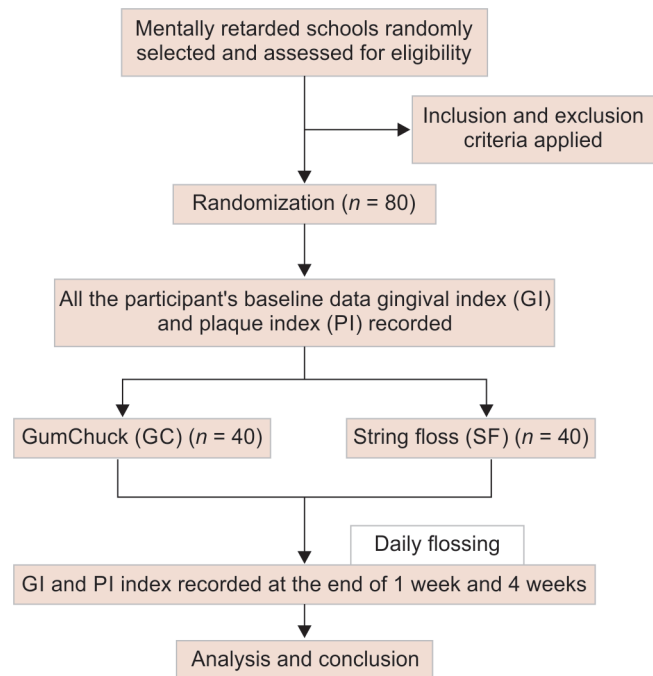 Mentally retarded schools randomly
selected and assessed for eligibility
Inclusion and exclusion
criteria applied
Randomization (n = 80)
All the participant's baseline data gingival index (GI)
and plaque index (PI) recorded
GumChuck (GC) (n = 40)
String floss (SF) (n = 40)
Daily flossing
GI and PI index recorded at the end of 1 week and 4 weeks
Analysis and conclusion